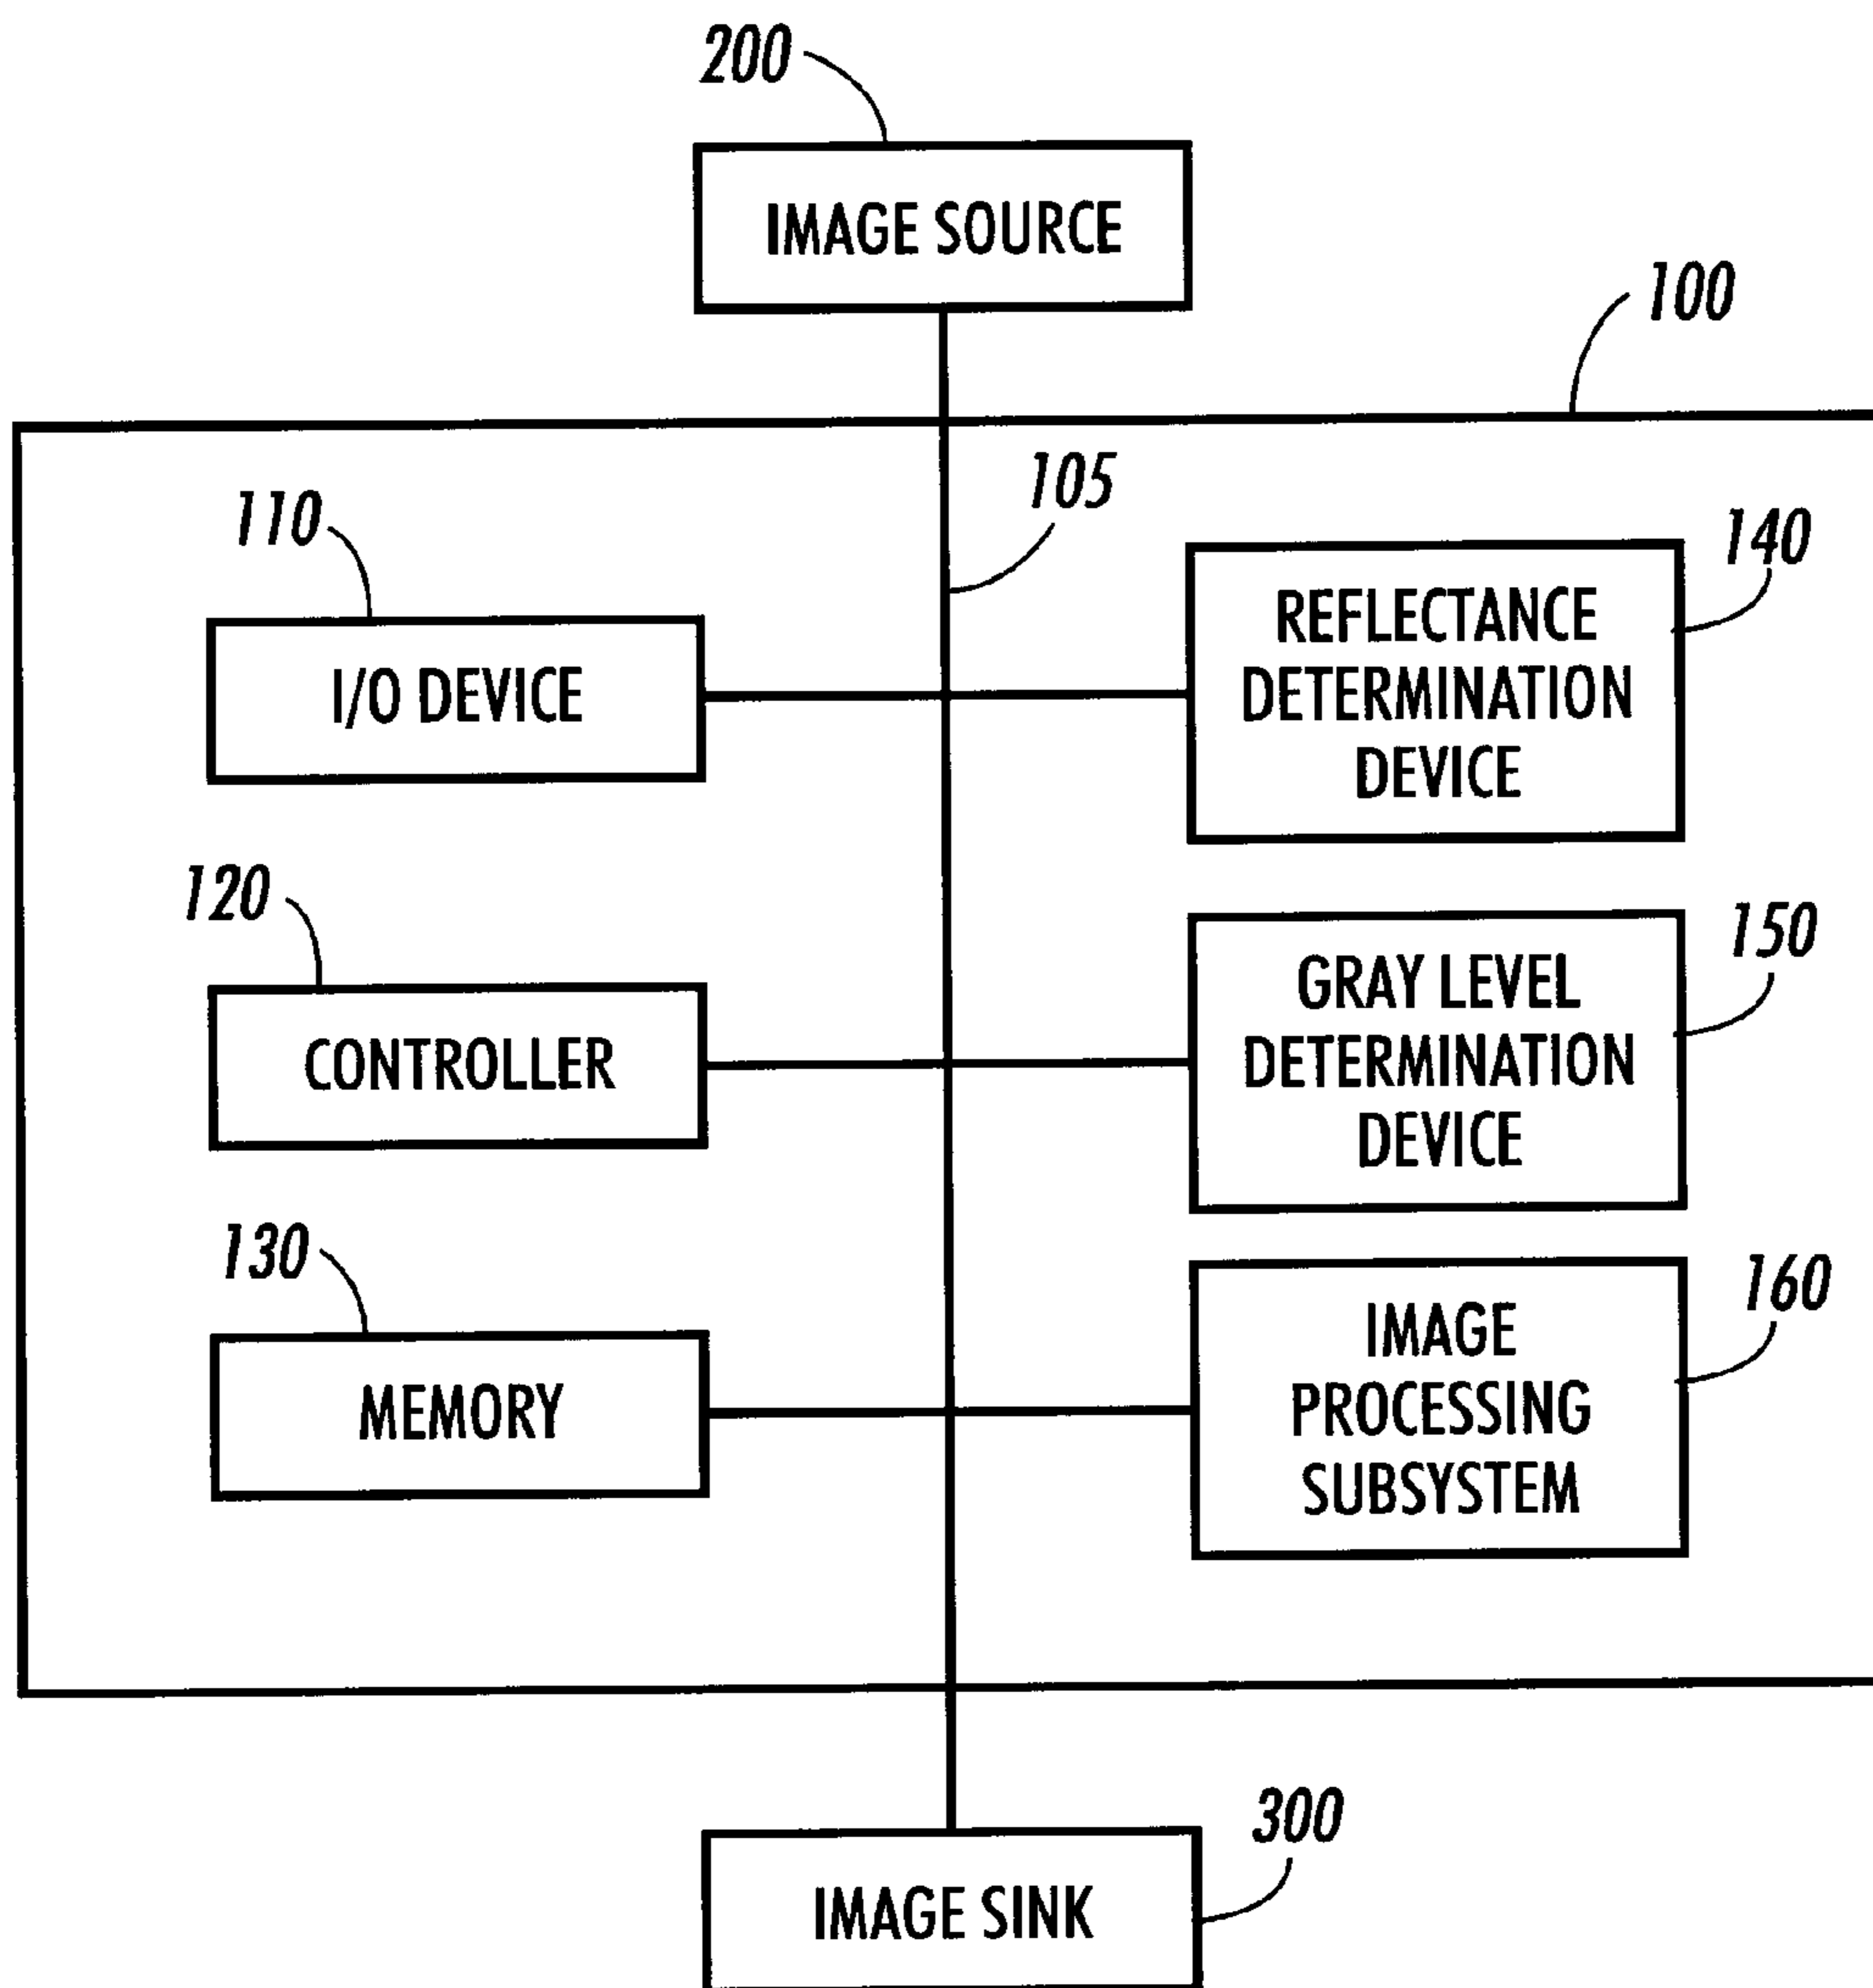 200
IMAGE SOURCE
100
105
110
140
I/O DEVICE
REFLECTANCE
DETERMINATION
DEVICE
120
150
CONTROLLER
GRAY LEVEL
DETERMINATION
DEVICE
130
160
MEMORY
IMAGE
PROCESSING
SUBSYSTEM
300
IMAGE SINK